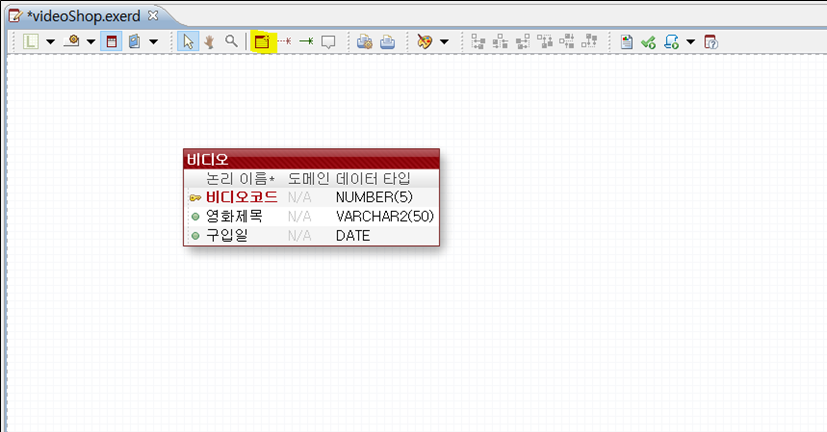 *videoShop.exerd
L
비디오
논리 이름* 도메인 데이터 타입
비디오코드 N/A NUMBER(5)
영화제목 N/A VARCHAR2(50)
구입일 N/A DATE